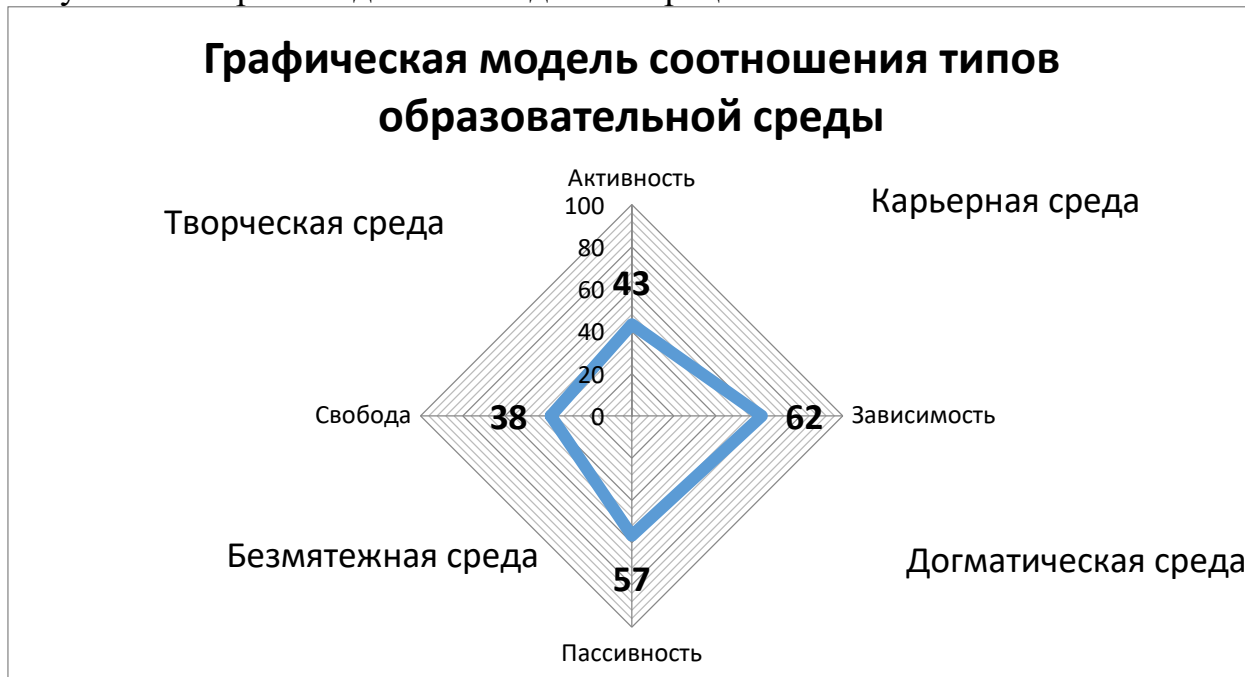 Графическая модель соотношения типов
образовательной среды
Активность
Творческая среда
Карьерная среда
100
80
60
40
20
0
43
Свобода
38
62
Зависимость
Безмятежная среда
Догматическая среда
57
Пассивность